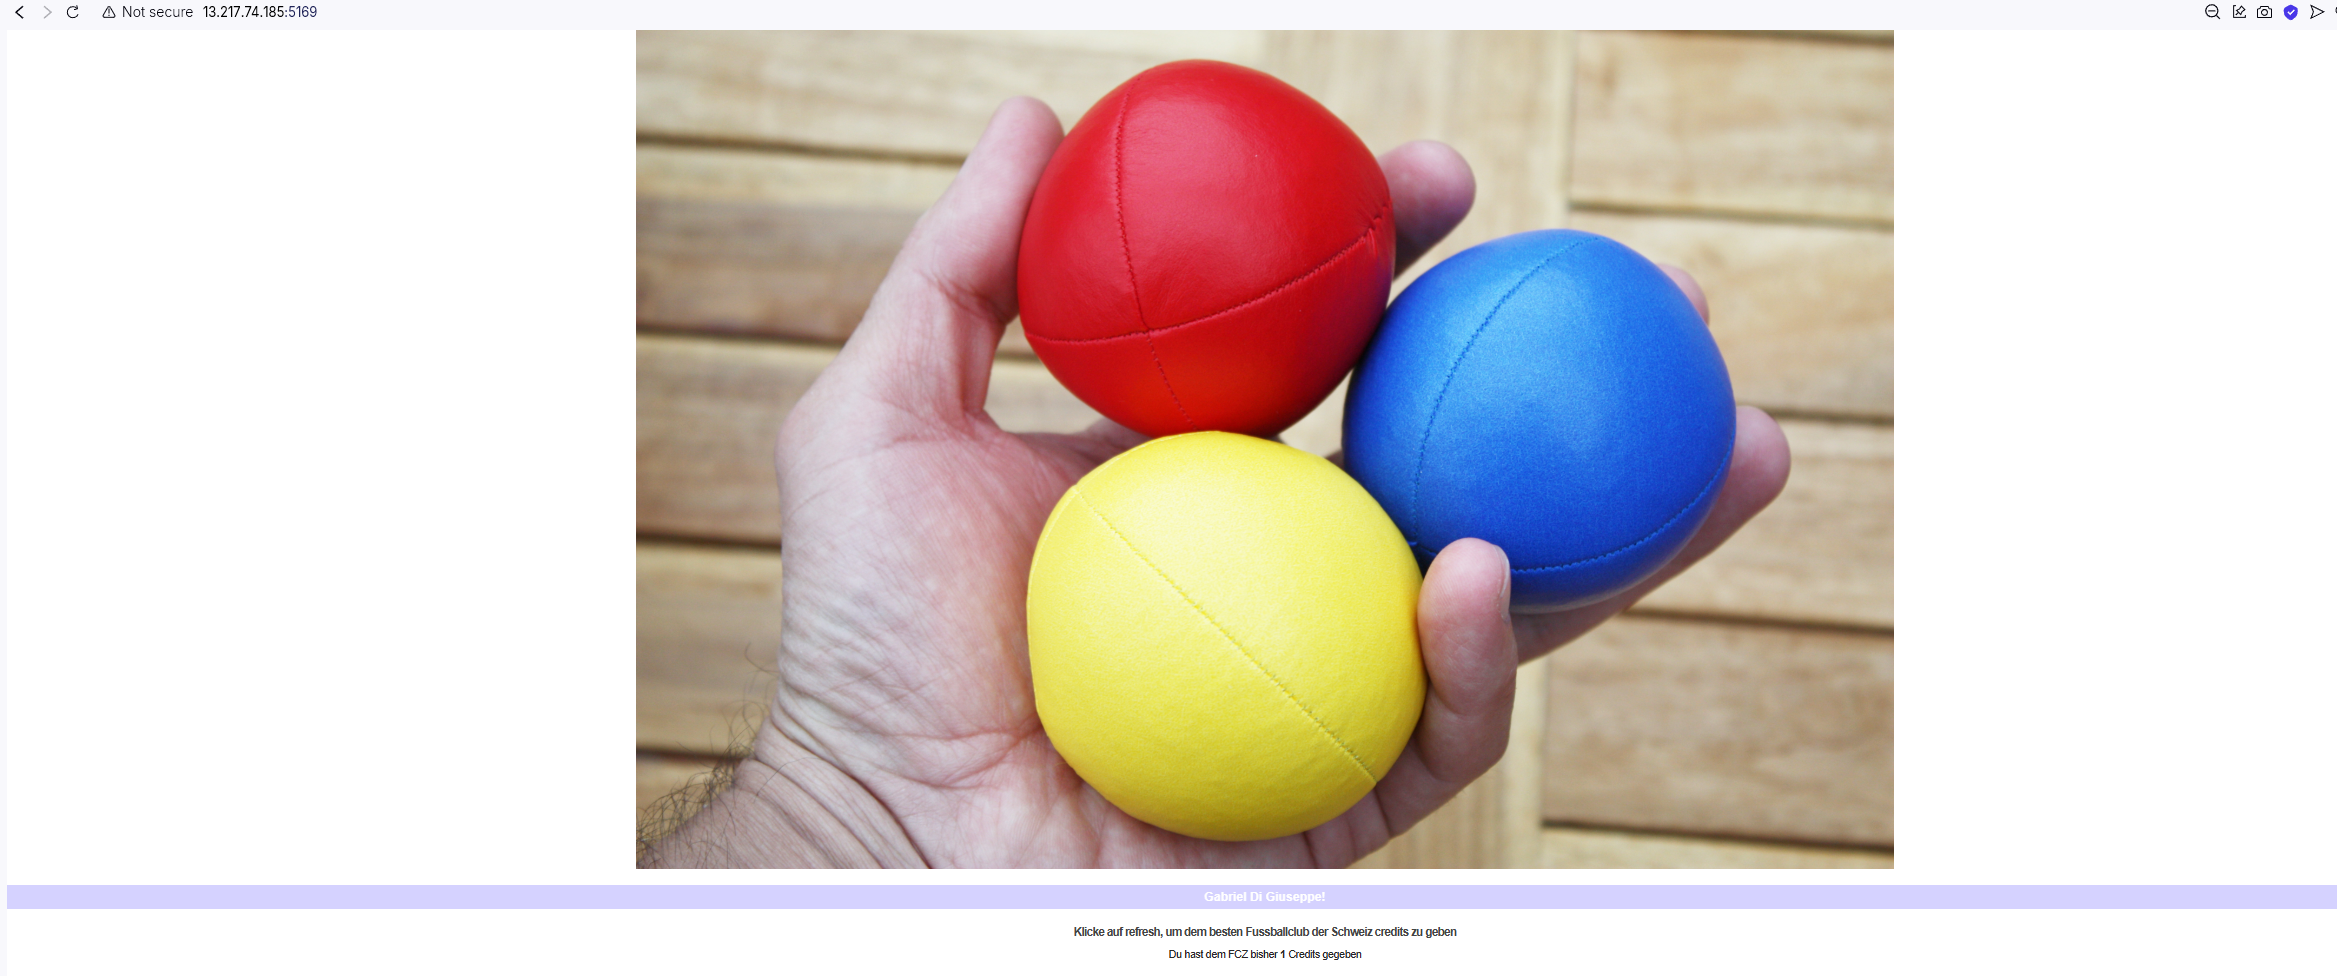 Not secure 13.217.74.185:5169
Gabriel Di Giuseppe!
Klicke auf refresh, um dem besten Fussballclub der Schweiz credits zu geben
Du hast dem FCZ bisher 1 Credits gegeben